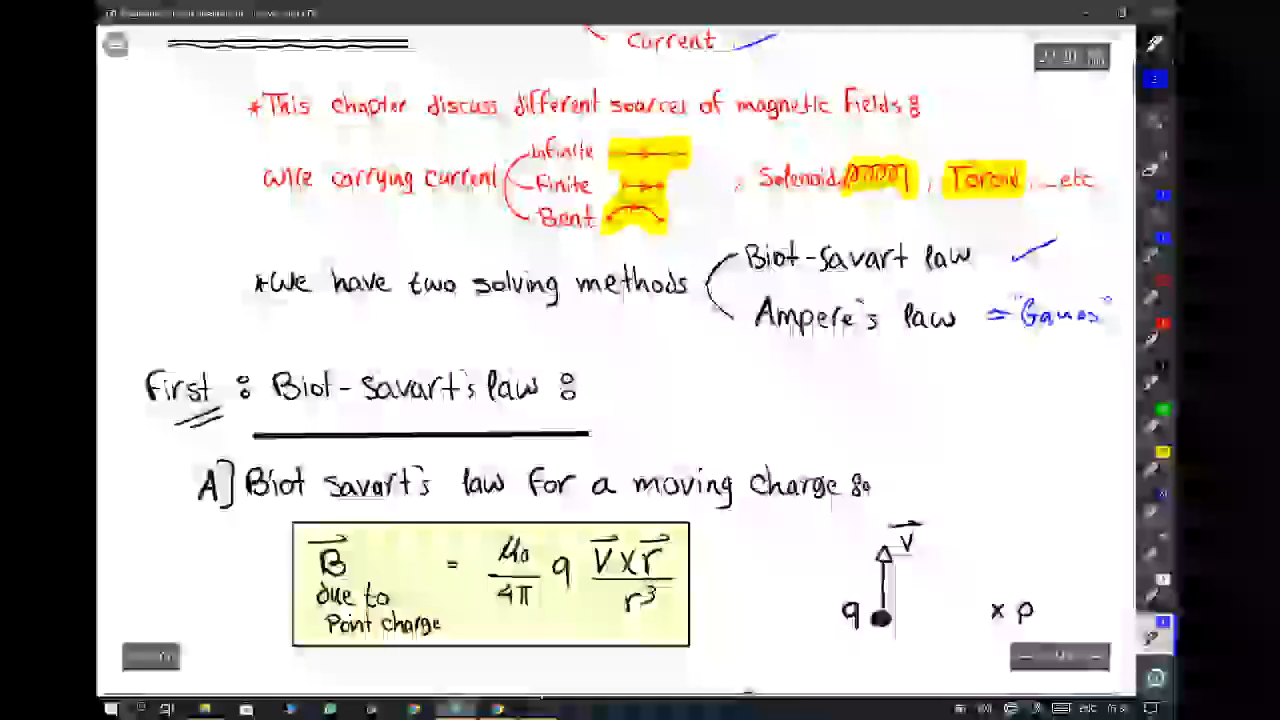 Current
*This chapter discuss different sources of magnetic fields:
wire carrying current
Infinite
Finite
Bent
, Solenoid , Toroid , ...etc
*We have two solving methods
Biot-Savart law
Ampere's law = "Gauss"
First : Biot-Savart's law :
A] Biot savart's law for a moving charge :
B = μ0/4π q V×r/r³
due to
Point charge
V
q
x P